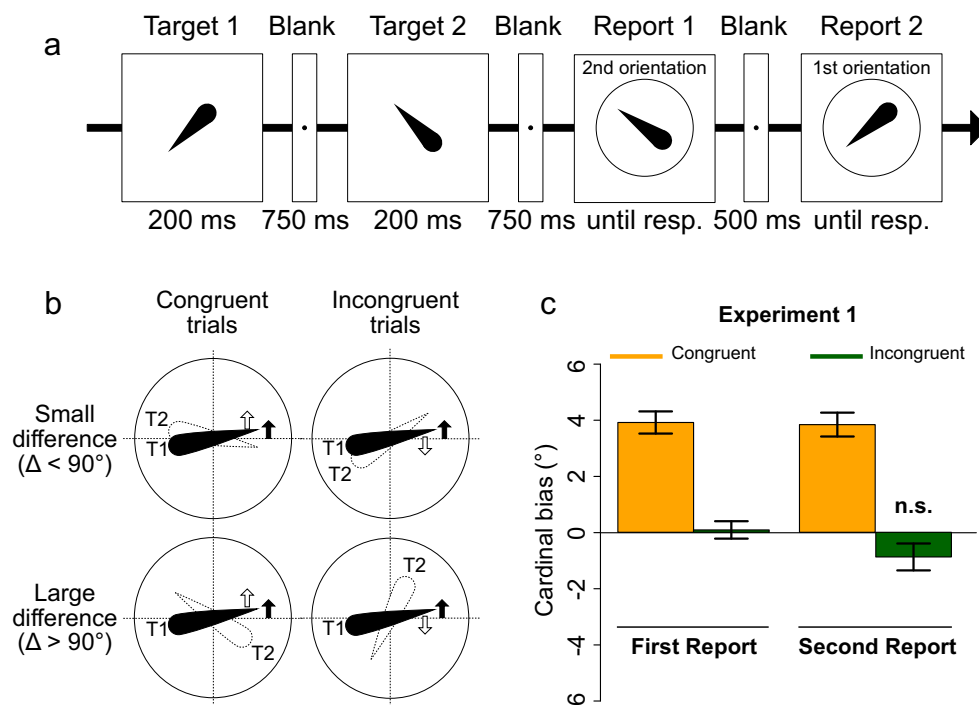 a
Target 1 Blank Target 2 Blank Report 1 Blank Report 2
2nd orientation 1st orientation
200 ms 750 ms 200 ms 750 ms until resp. 500 ms until resp.
b
Congruent
trials
Incongruent
trials
Small
difference
(Δ < 90°)
T2
T1
T1
T2
Large
difference
(Δ > 90°)
T1
T2
T2
T1
c
Experiment 1
Congruent Incongruent
Cardinal bias (°)
6
4
2
0
-2
-4
6
n.s.
First Report Second Report